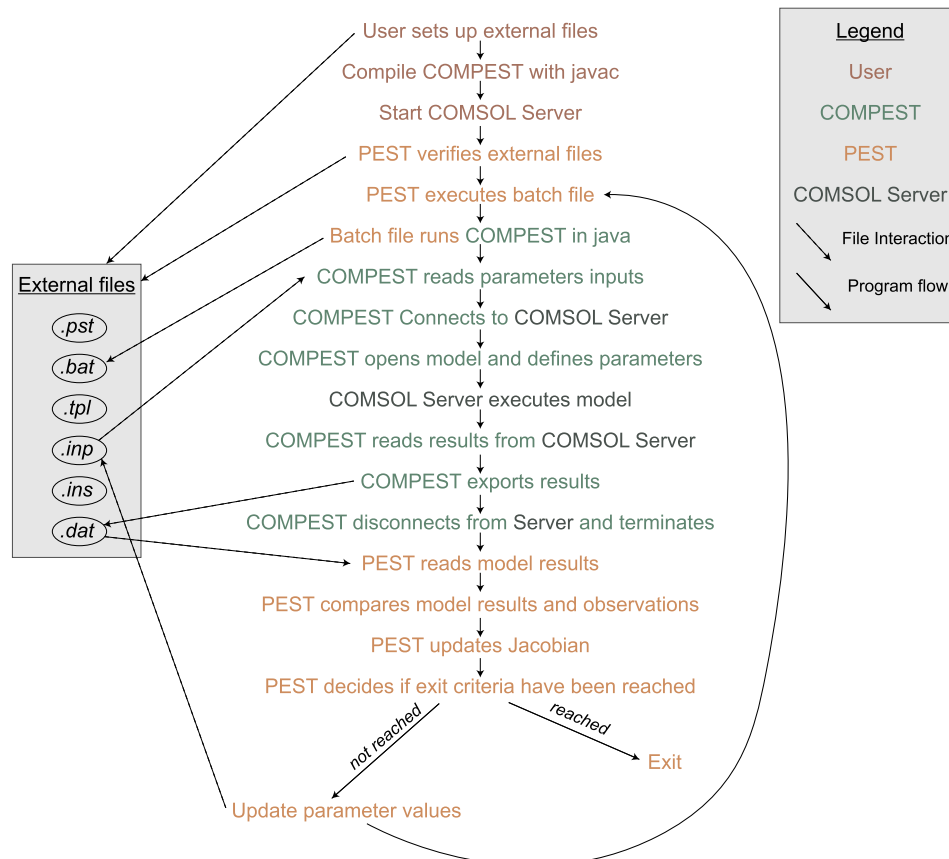 User sets up external files
Compile COMPEST with javac
Start COMSOL Server
PEST verifies external files
PEST executes batch file
Batch file runs COMPEST in java
COMPEST reads parameters inputs
COMPEST Connects to COMSOL Server
COMPEST opens model and defines parameters
COMSOL Server executes model
COMPEST reads results from COMSOL Server
COMPEST exports results
COMPEST disconnects from Server and terminates
PEST reads model results
PEST compares model results and observations
PEST updates Jacobian
PEST decides if exit criteria have been reached
not reached
reached
Exit
Update parameter values
External files
.pst
.bat
.tpl
.inp
.ins
.dat
Legend
User
COMPEST
PEST
COMSOL Server
File Interaction
Program flow